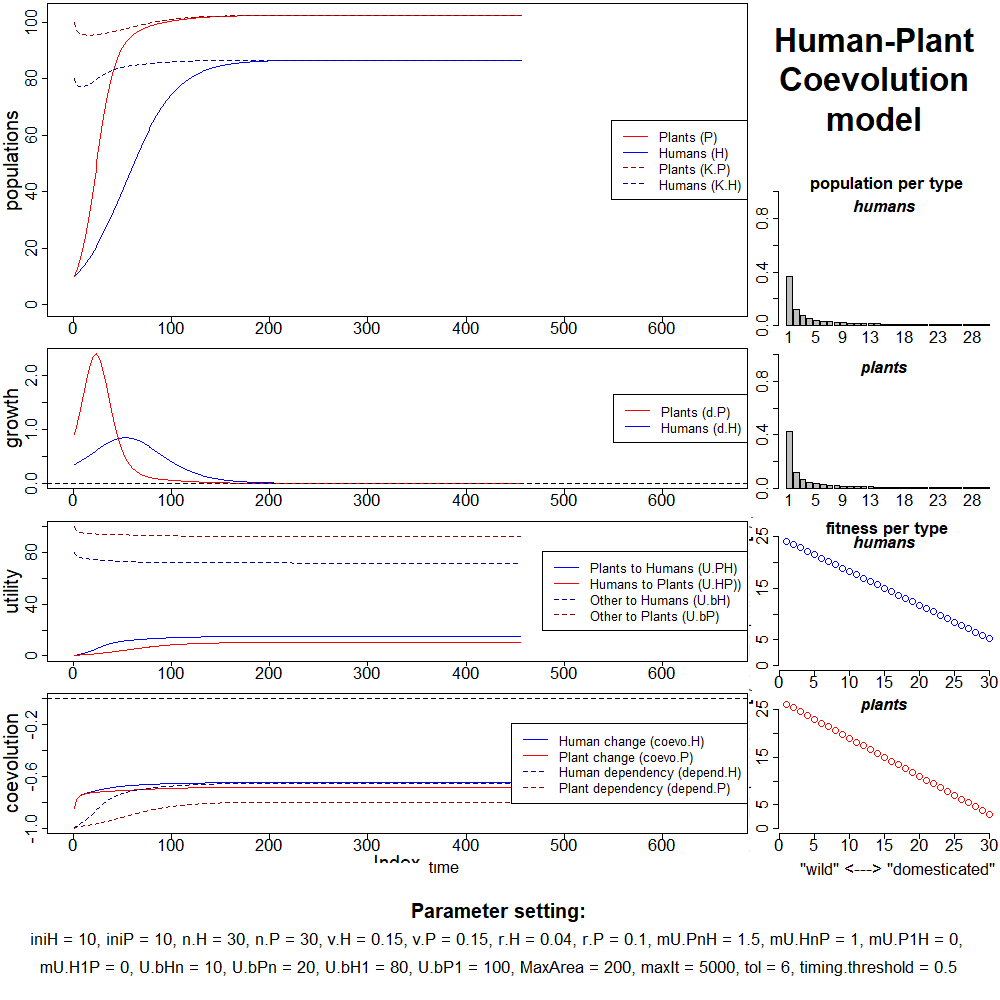 Human-Plant
Coevolution
model
populations
0 20 40 60 80 100
0 100 200 300 400 500 600
Plants (P)
Humans (H)
Plants (K.P)
Humans (K.H)
growth
0.0 1.0 2.0
0 100 200 300 400 500 600
Plants (d.P)
Humans (d.H)
utility
0 40 80
0 100 200 300 400 500 600
Plants to Humans (U.PH)
Humans to Plants (U.HP))
Other to Humans (U.bH)
Other to Plants (U.bP)
coevolution
-1.0 -0.6 -0.2
0 100 200 300 400 500 600
Human change (coevo.H)
Plant change (coevo.P)
Human dependency (depend.H)
Plant dependency (depend.P)
Index
time
population per type
humans
0.0 0.4 0.8
1 5 9 13 18 23 28
plants
0.0 0.4 0.8
1 5 9 13 18 23 28
fitness per type
humans
0 5 15 25
0 5 10 15 20 25 30
plants
0 5 15 25
0 5 10 15 20 25 30
"wild" <---> "domesticated"
Parameter setting:
iniH = 10, iniP = 10, n.H = 30, n.P = 30, v.H = 0.15, v.P = 0.15, r.H = 0.04, r.P = 0.1, mU.PnH = 1.5, mU.HnP = 1, mU.P1H = 0,
mU.H1P = 0, U.bHn = 10, U.bPn = 20, U.bH1 = 80, U.bP1 = 100, MaxArea = 200, maxIt = 5000, tol = 6, timing.threshold = 0.5